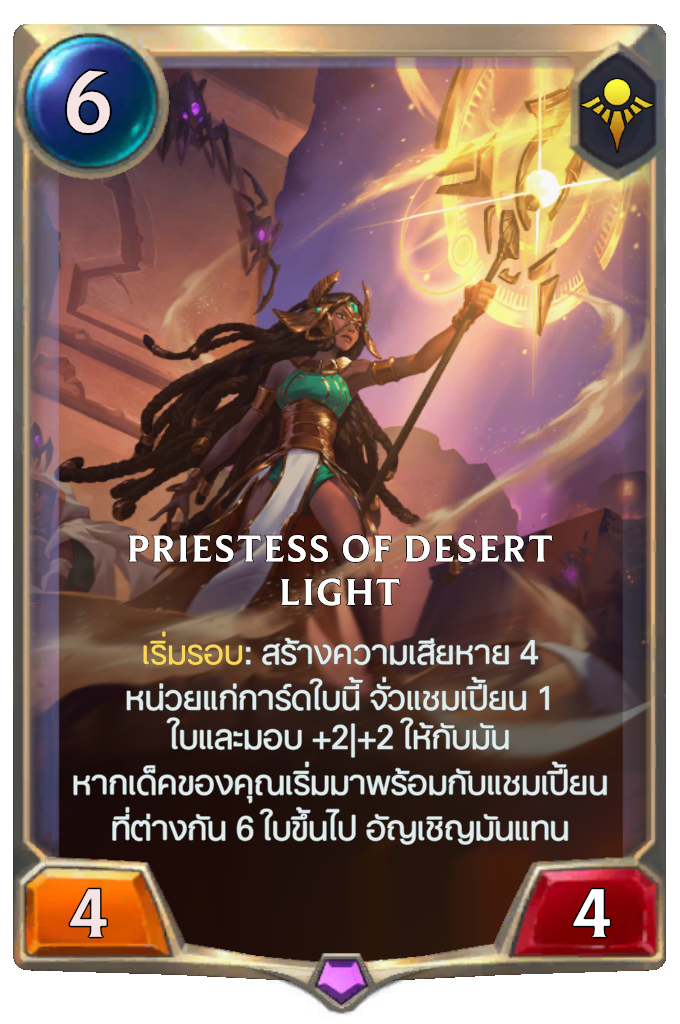 6
PRIESTESS OF DESERT
LIGHT
เริ่มรอบ: สร้างความเสียหาย 4
หน่วยแก่การ์ดใบนี้ จั่วแชมเปี้ยน 1
ใบและมอบ +2|+2 ให้กับมัน
หากเด็คของคุณเริ่มมาพร้อมกับแชมเปี้ยน
ที่ต่างกัน 6 ใบขึ้นไป อัญเชิญมันแทน
4
4